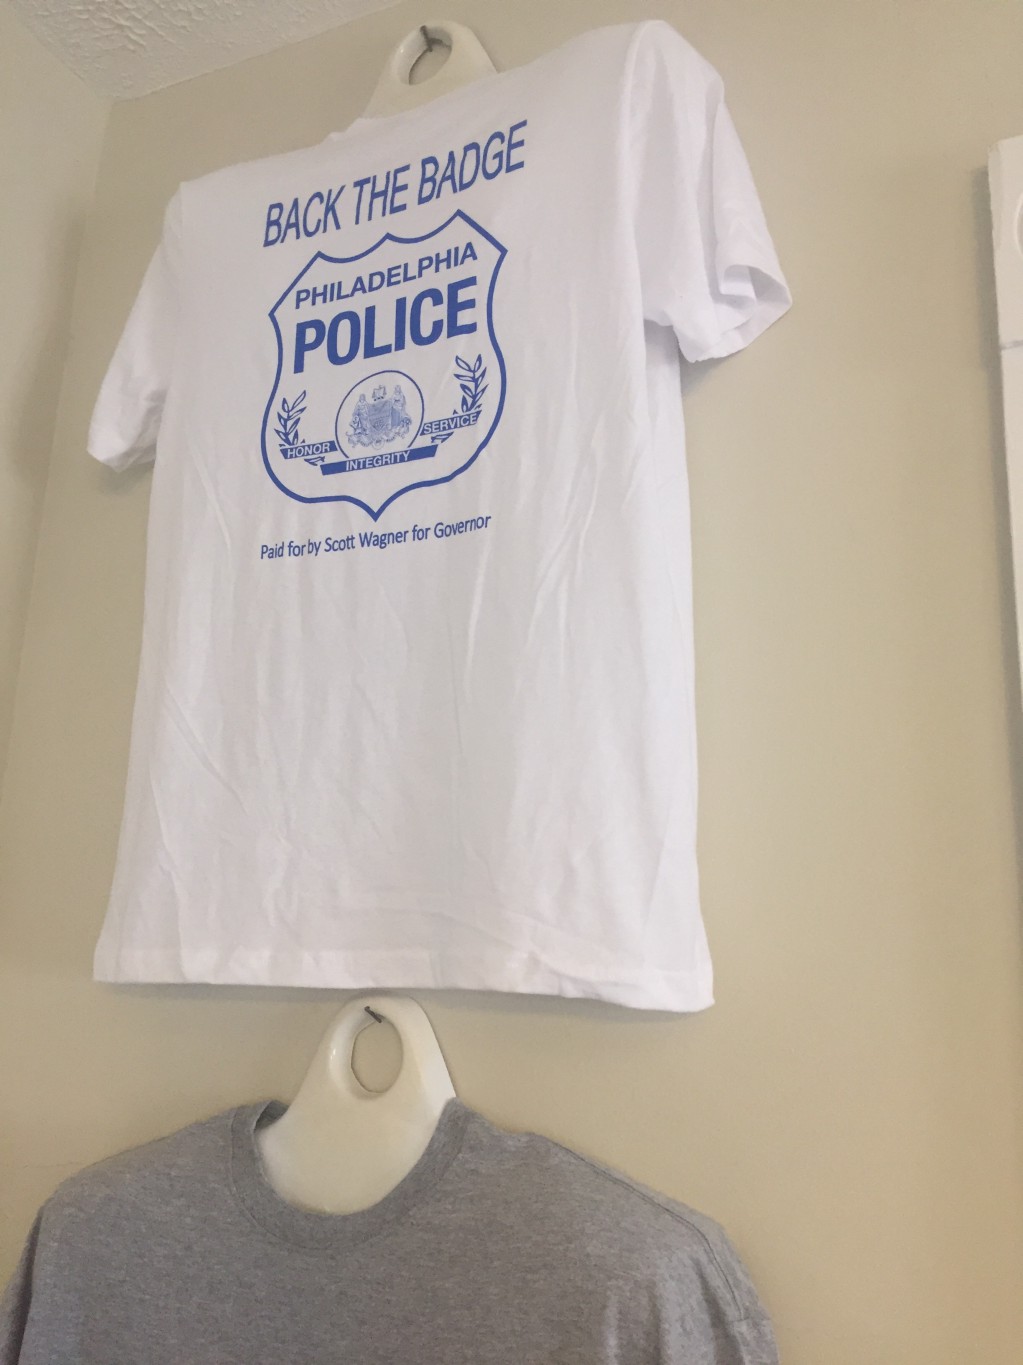 BACK THE BADGE
PHILADELPHIA
POLICE
HONOR
INTEGRITY
SERVICE
Paid for by Scott Wagner for Governor